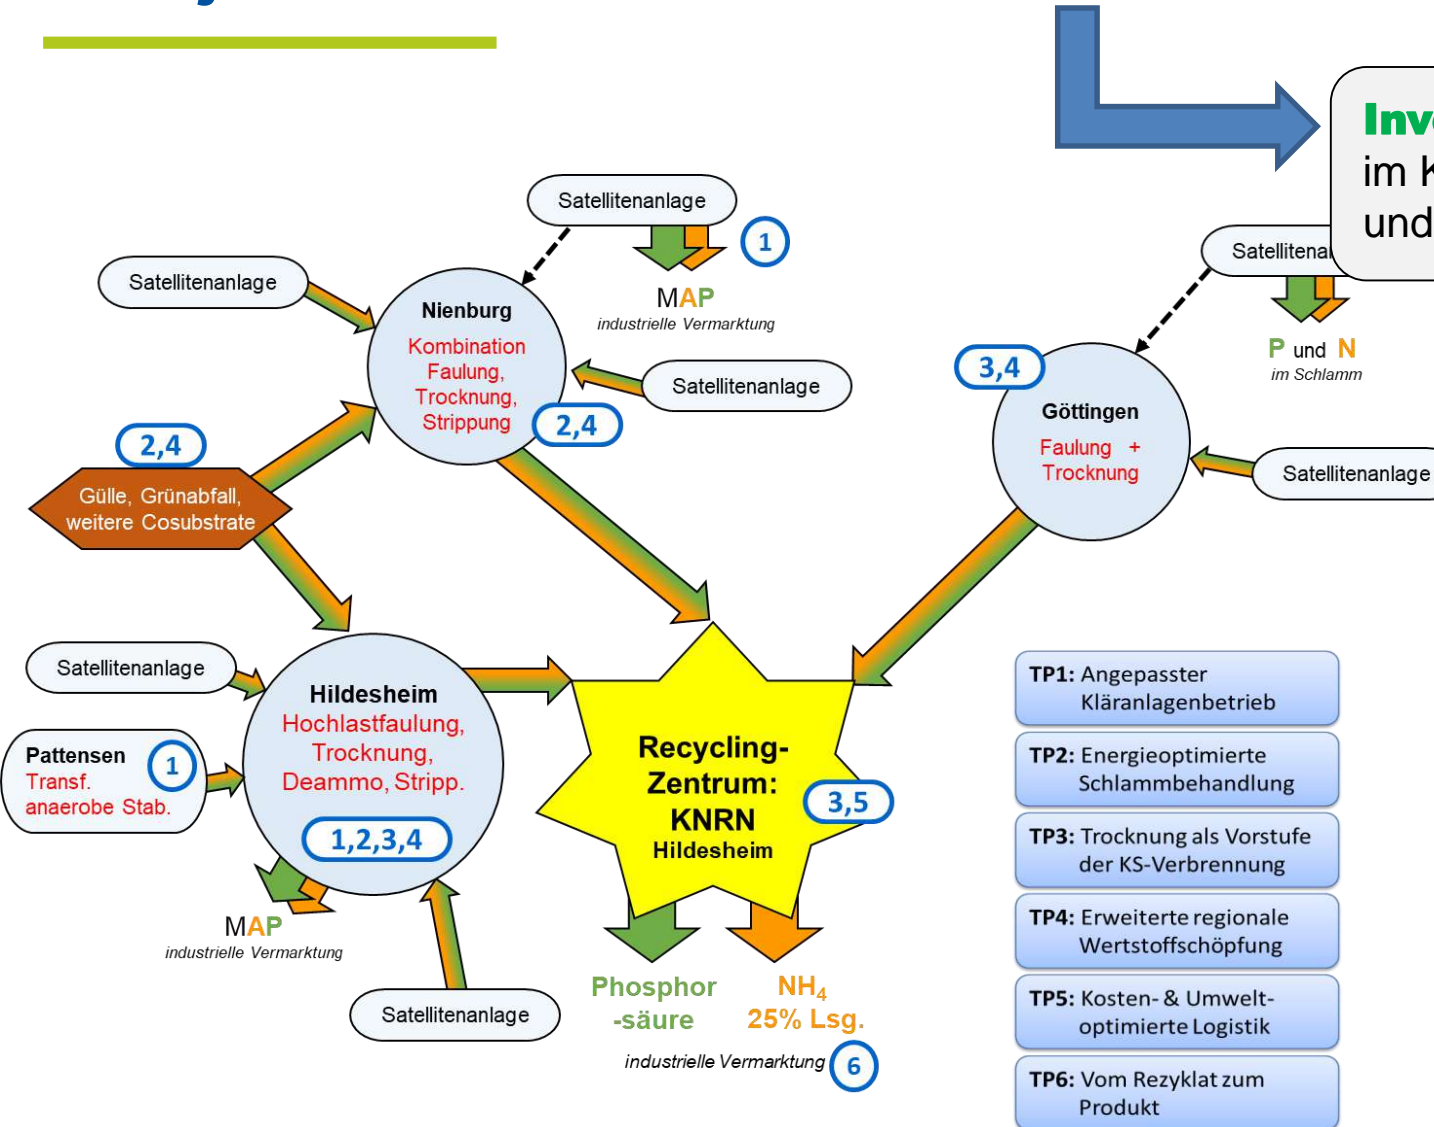 im
und
Satellitenanlage
1
MAP
industrielle Vermarktung
Satellitenanlage
Nienburg
Kombination
Faulung,
Trocknung,
Strippung
2,4
Satellitenanlage
P und N
im Schlamm
3,4
Göttingen
Faulung +
Trocknung
Satellitenanlage
2,4
Gülle, Grünabfall,
weitere Cosubstrate
Satellitenanlage
Pattensen
Transf.
anaerobe Stab.
1
Hildesheim
Hochlastfaulung,
Trocknung,
Deammo, Stripp.
1,2,3,4
MAP
industrielle Vermarktung
Satellitenanlage
Recycling-
Zentrum:
KNRN
Hildesheim
3,5
Phosphor
-säure
NH₄
25% Lsg.
industrielle Vermarktung
6
TP1: Angepasster
Kläranlagenbetrieb
TP2: Energieoptimierte
Schlammbehandlung
TP3: Trocknung als Vorstufe
der KS-Verbrennung
TP4: Erweiterte regionale
Wertstoffschöpfung
TP5: Kosten- & Umwelt-
optimierte Logistik
TP6: Vom Rezyklat zum
Produkt